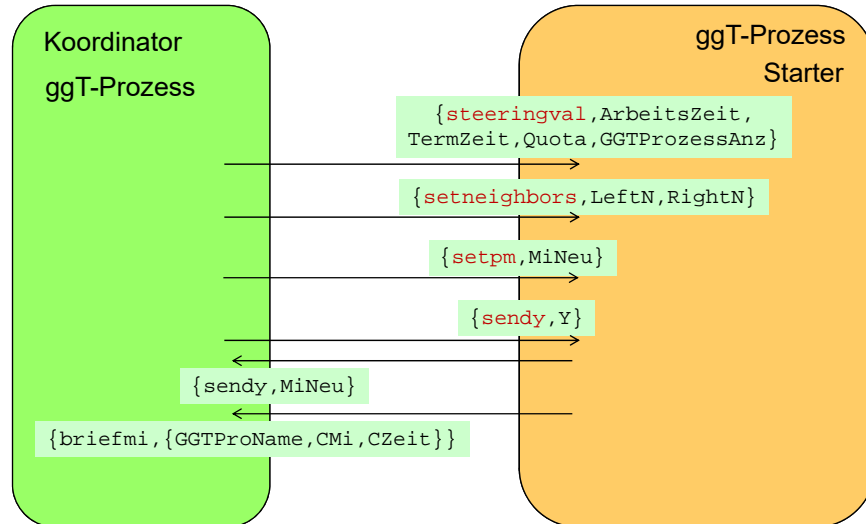 Koordinator
ggT-Prozess
ggT-Prozess
Starter
{steeringval,ArbeitsZeit,
TermZeit,Quota,GGTProzessAnz}
{setneighbors,LeftN,RightN}
{setpm,MiNeu}
{sendy,Y}
{sendy,MiNeu}
{briefmi,{GGTProName,CMi,CZeit}}